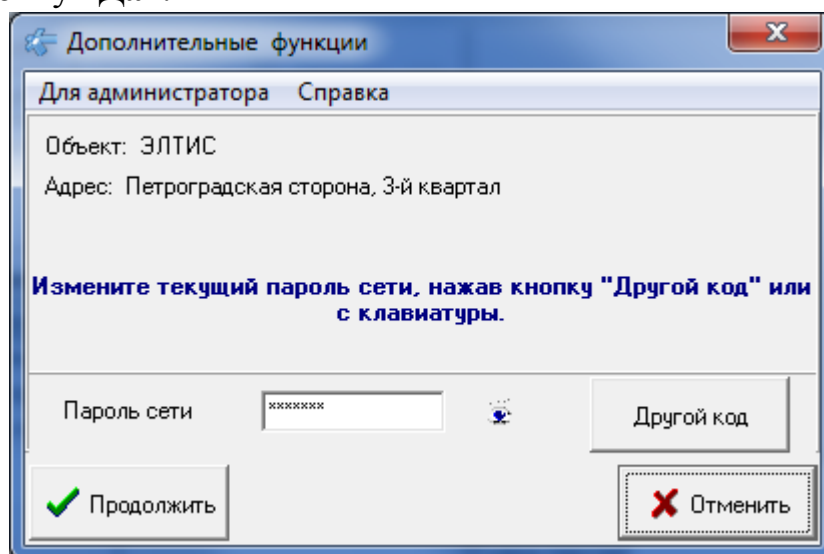 Дополнительные функции
Для администратора Справка
Объект: ЭЛТИС
Адрес: Петроградская сторона, 3-й квартал
Измените текущий пароль сети, нажав кнопку "Другой код" или
с клавиатуры.
Пароль сети ******* Другой код
Продолжить Отменить